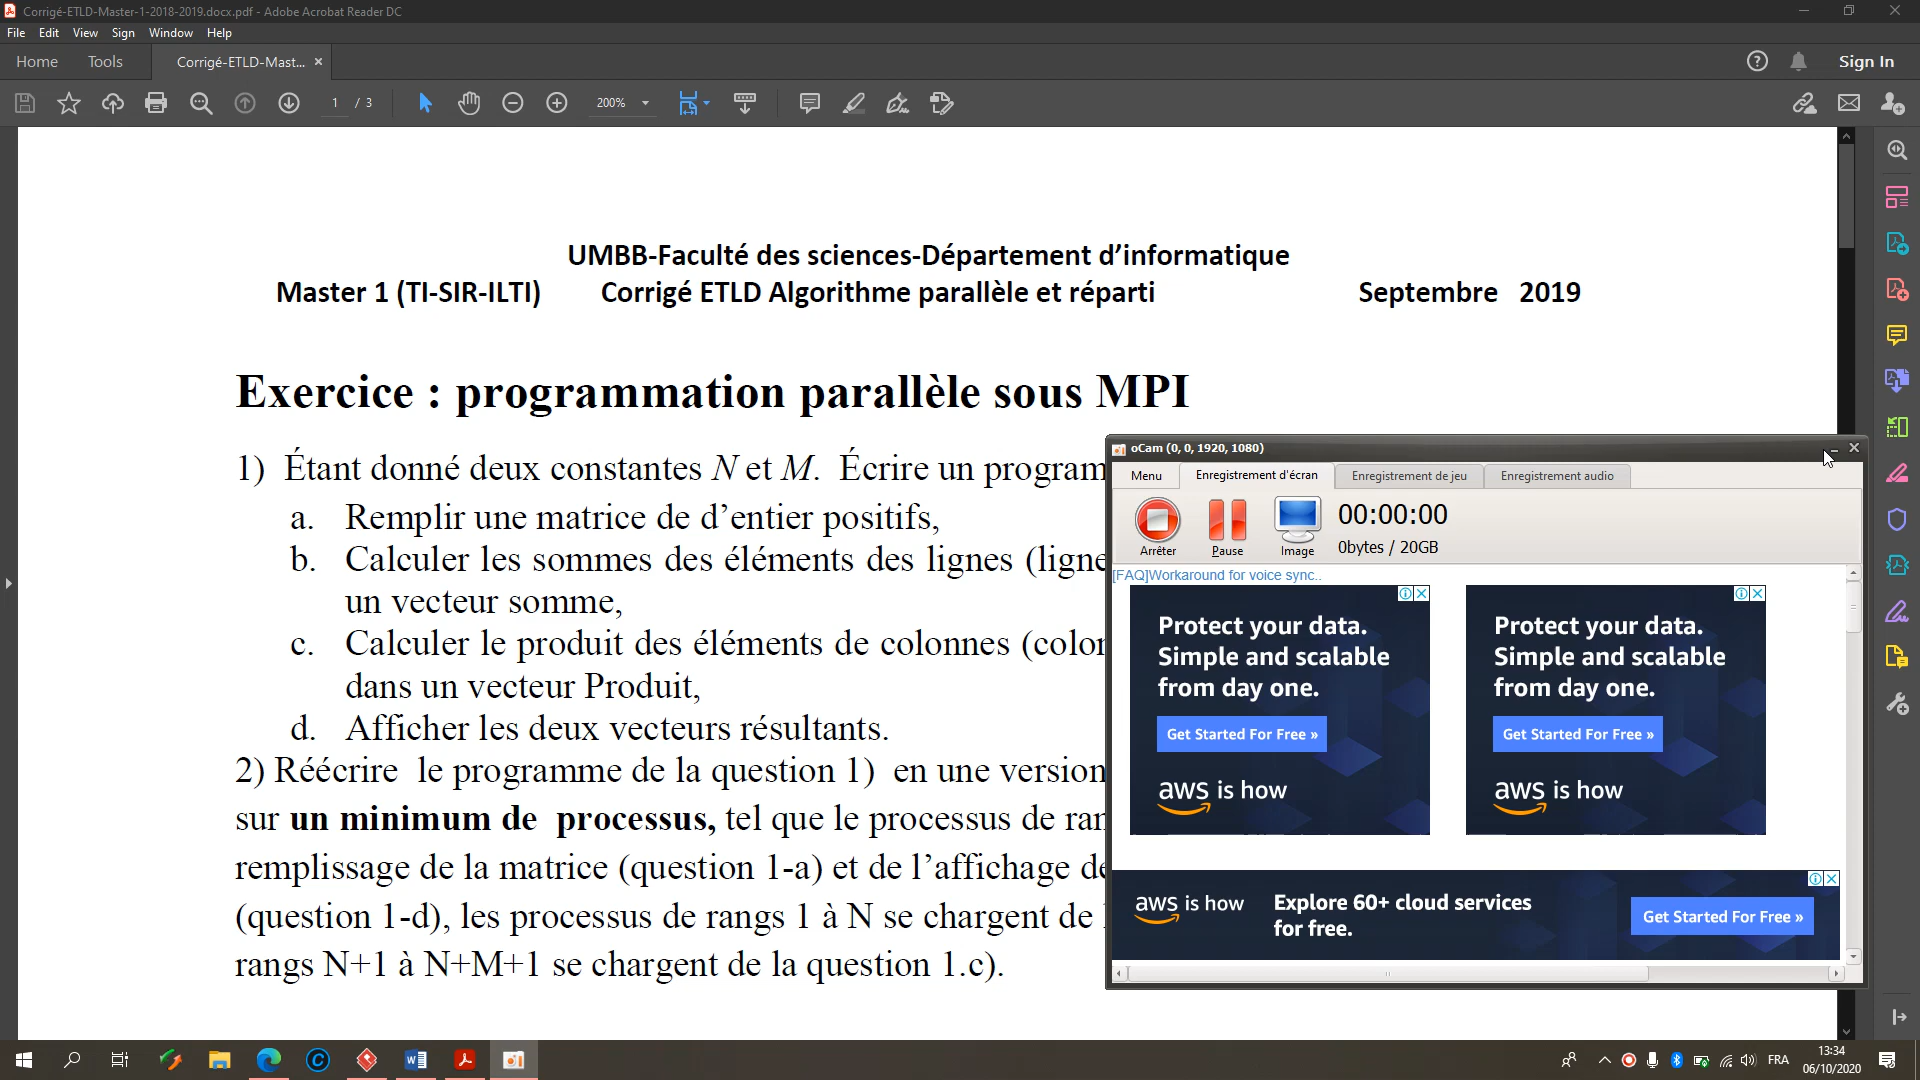 Corrigé-ETLD-Master-1-2018-2019.docx.pdf - Adobe Acrobat Reader DC
File Edit View Sign Window Help
Home Tools Corrigé-ETLD-Mast... Sign In
1 / 3 200%
UMBB-Faculté des sciences-Département d’informatique
Master 1 (TI-SIR-ILTI) Corrigé ETLD Algorithme parallèle et réparti Septembre 2019
Exercice : programmation parallèle sous MPI
1) Étant donné deux constantes N et M. Écrire un program
a. Remplir une matrice de d’entier positifs,
b. Calculer les sommes des éléments des lignes (ligne
un vecteur somme,
c. Calculer le produit des éléments de colonnes (color
dans un vecteur Produit,
d. Afficher les deux vecteurs résultants.
2) Réécrire le programme de la question 1) en une version
sur un minimum de processus, tel que le processus de ran
remplissage de la matrice (question 1-a) et de l’affichage de
(question 1-d), les processus de rangs 1 à N se chargent de
rangs N+1 à N+M+1 se chargent de la question 1.c).
oCam (0, 0, 1920, 1080)
Menu Enregistrement d'écran Enregistrement de jeu Enregistrement audio
00:00:00
Arrêter Pause Image 0bytes / 20GB
[FAQ]Workaround for voice sync..
Protect your data.
Simple and scalable
from day one.
Get Started For Free »
aws is how
Protect your data.
Simple and scalable
from day one.
Get Started For Free »
aws is how
aws is how Explore 60+ cloud services
for free.
Get Started For Free »
FRA
13:34
06/10/2020